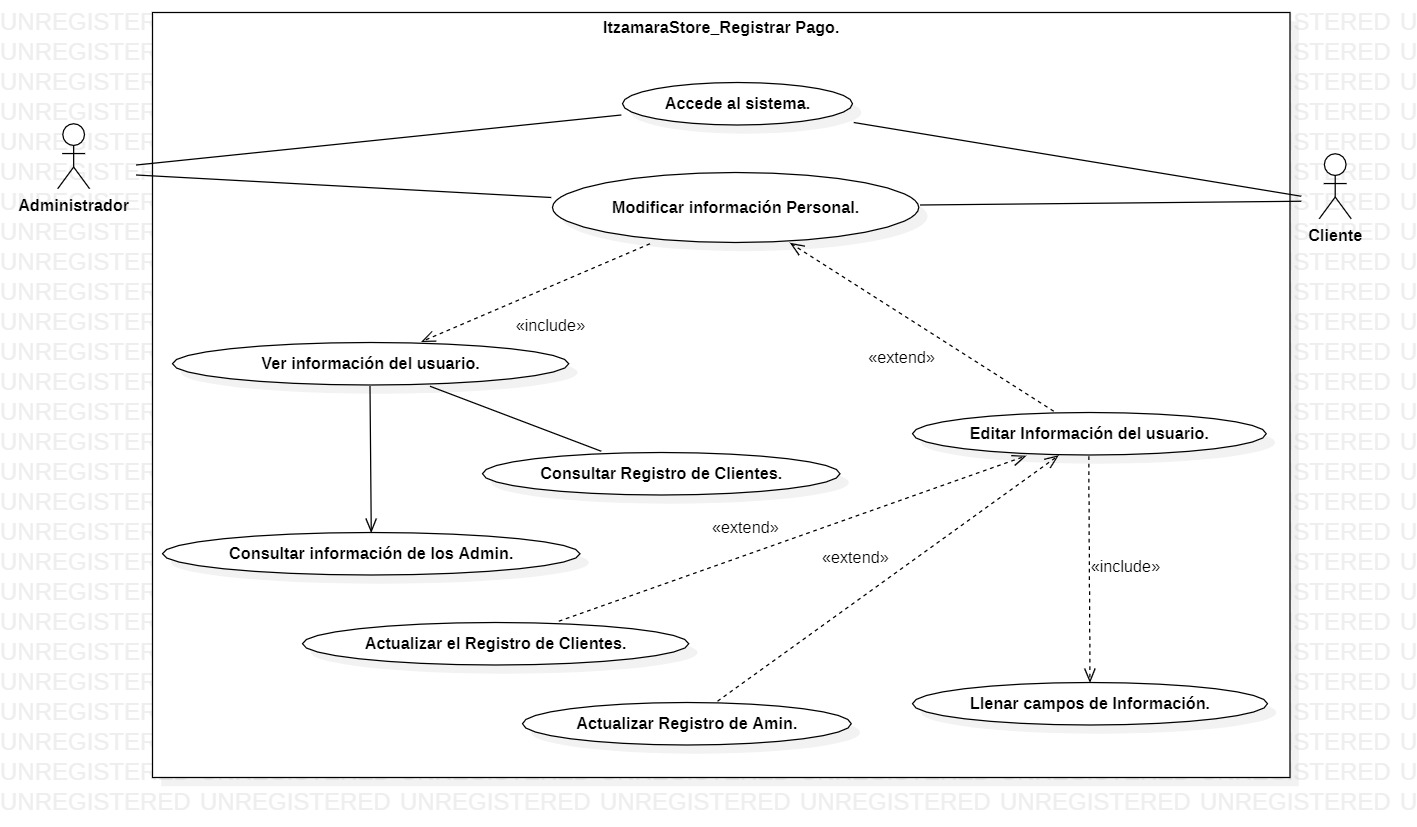 ItzamaraStore_Registrar Pago.
Accede al sistema.
Administrador
Modificar información Personal.
Cliente
«include»
«extend»
Ver información del usuario.
Editar Información del usuario.
Consultar Registro de Clientes.
«extend»
Consultar información de los Admin.
«extend»
«include»
Actualizar el Registro de Clientes.
Llenar campos de Información.
Actualizar Registro de Amin.
UNREGISTERED UNREGISTERED UNREGISTERED UNREGISTERED UNREGISTERED UNREGISTERED UNREGISTERED U